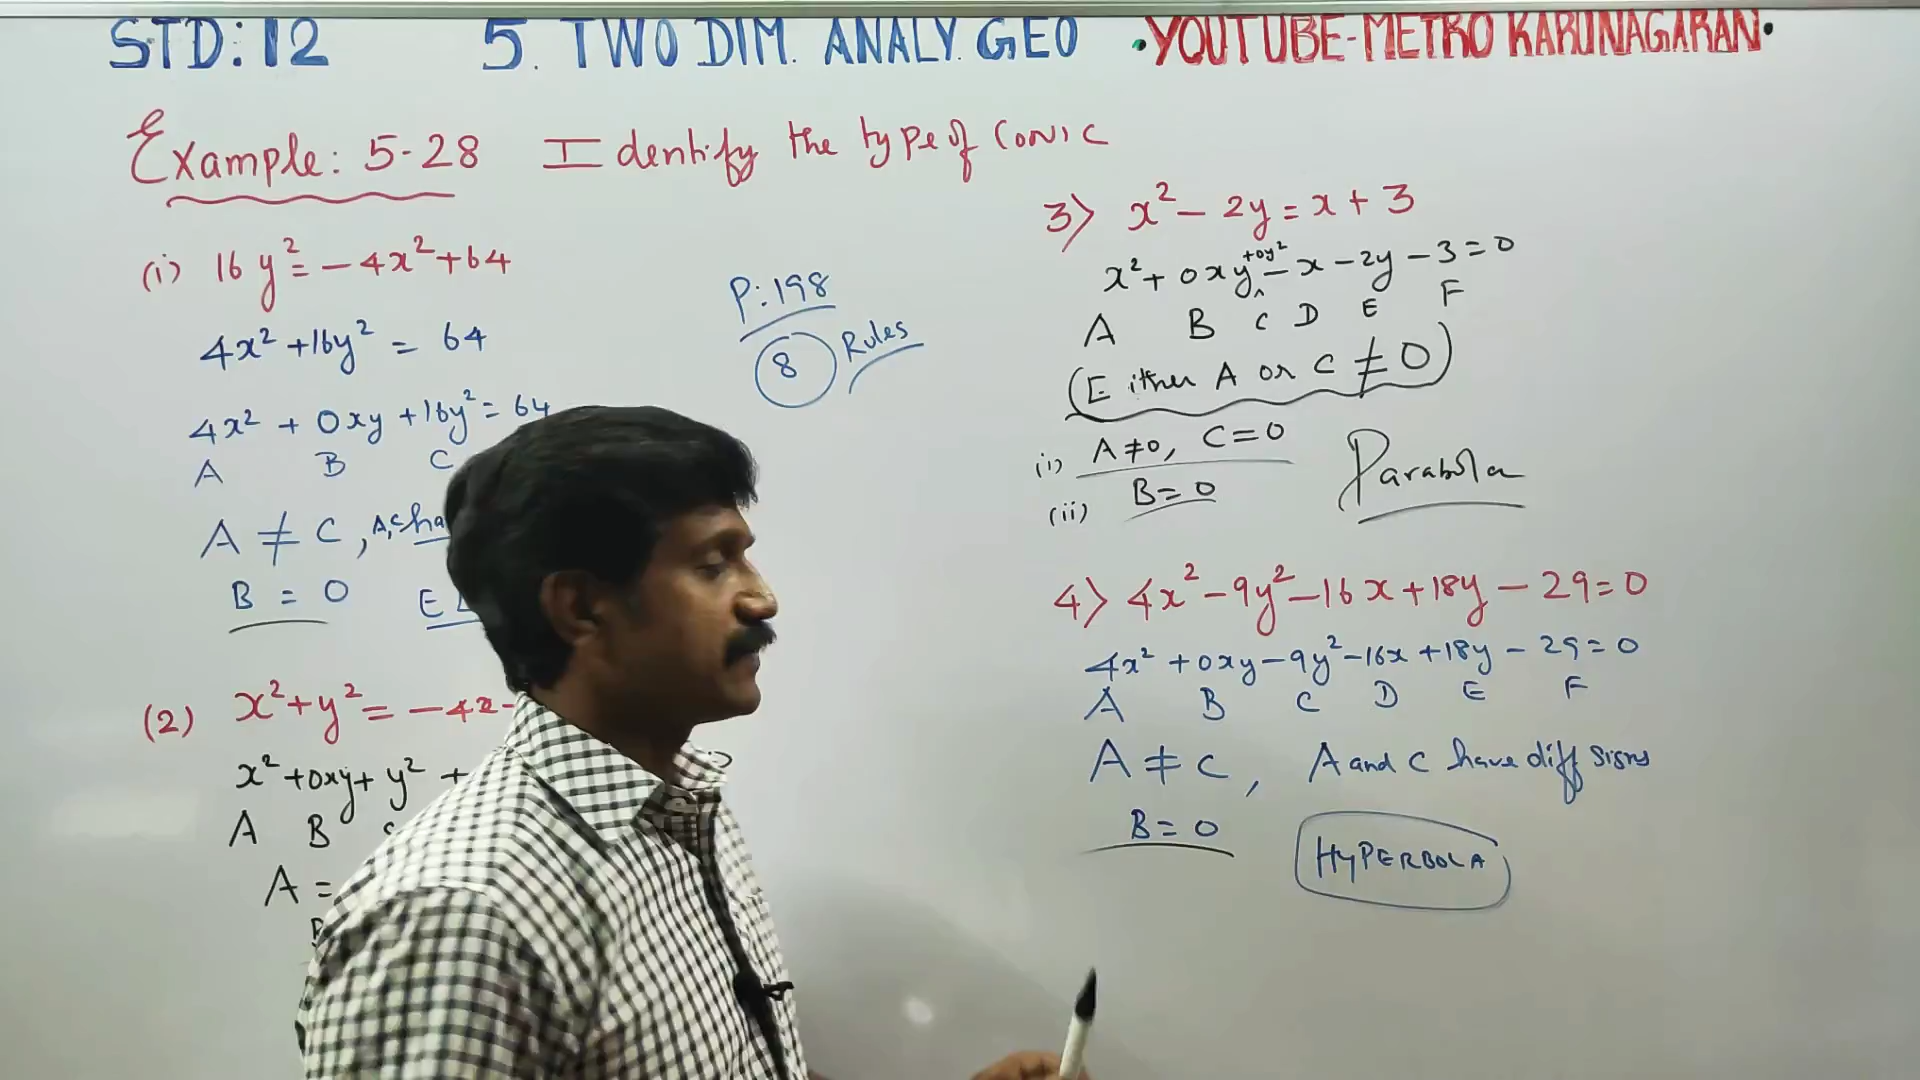 STD: 12 5. TWO DIM. ANALY. GEO • YOUTUBE-METRO KARUNAGARAN •
Example: 5-28 Identify the type of conic
(i) 16y² = -4x² + 64
4x² + 16y² = 64
4x² + 0xy + 16y² = 64
A B C
A ≠ C, A,C
B = 0
(2) x² + y² = -4x -
x² + 0xy + y² +
A B
A =
P: 198
8 Rules
3) x² - 2y = x + 3
x² + 0xy +0y² - x - 2y - 3 = 0
A B C D E F
(Either A or C ≠ 0)
(i) A ≠ 0, C = 0
(ii) B = 0
Parabola
4) 4x² - 9y² - 16x + 18y - 29 = 0
4x² + 0xy - 9y² - 16x + 18y - 29 = 0
A B C D E F
A ≠ C, A and C have diff signs
B = 0
HYPERBOLA